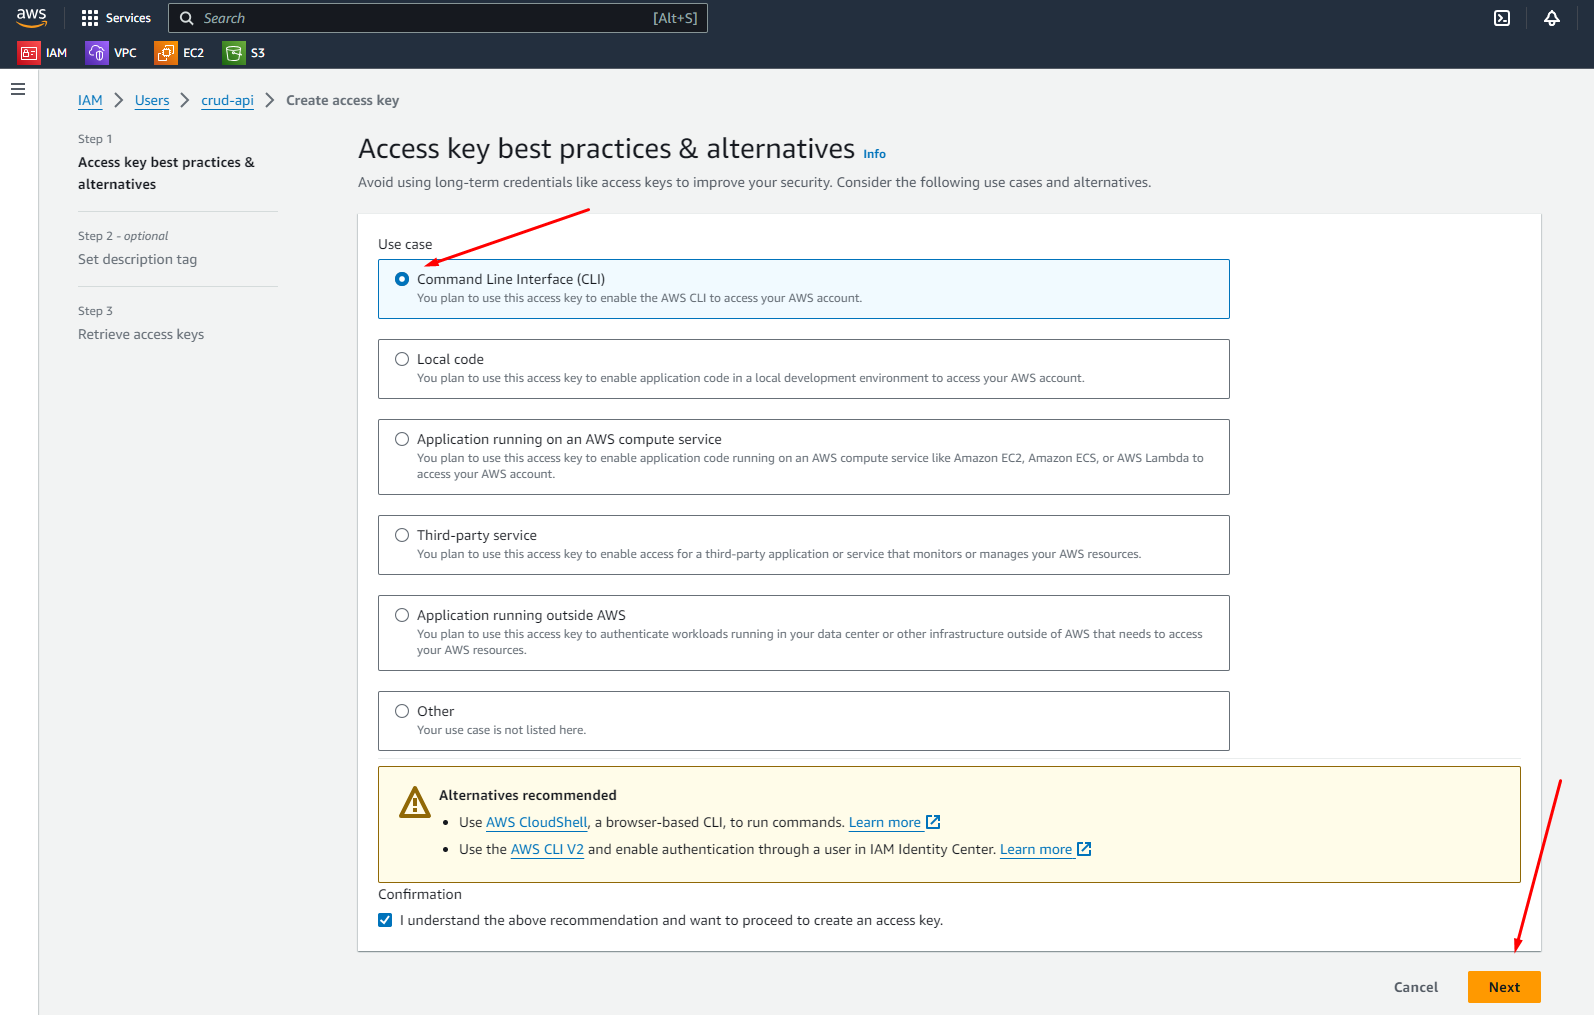 aws
Services
Search
[Alt+S]
IAM
VPC
EC2
S3
IAM
Users
crud-api
Create access key
Step 1
Access key best practices &
alternatives
Step 2 - optional
Set description tag
Step 3
Retrieve access keys
Access key best practices & alternatives Info
Avoid using long-term credentials like access keys to improve your security. Consider the following use cases and alternatives.
Use case
Command Line Interface (CLI)
You plan to use this access key to enable the AWS CLI to access your AWS account.
Local code
You plan to use this access key to enable application code in a local development environment to access your AWS account.
Application running on an AWS compute service
You plan to use this access key to enable application code running on an AWS compute service like Amazon EC2, Amazon ECS, or AWS Lambda to
access your AWS account.
Third-party service
You plan to use this access key to enable access for a third-party application or service that monitors or manages your AWS resources.
Application running outside AWS
You plan to use this access key to authenticate workloads running in your data center or other infrastructure outside of AWS that needs to access
your AWS resources.
Other
Your use case is not listed here.
Alternatives recommended
• Use AWS CloudShell, a browser-based CLI, to run commands. Learn more
• Use the AWS CLI V2 and enable authentication through a user in IAM Identity Center. Learn more
Confirmation
I understand the above recommendation and want to proceed to create an access key.
Cancel
Next